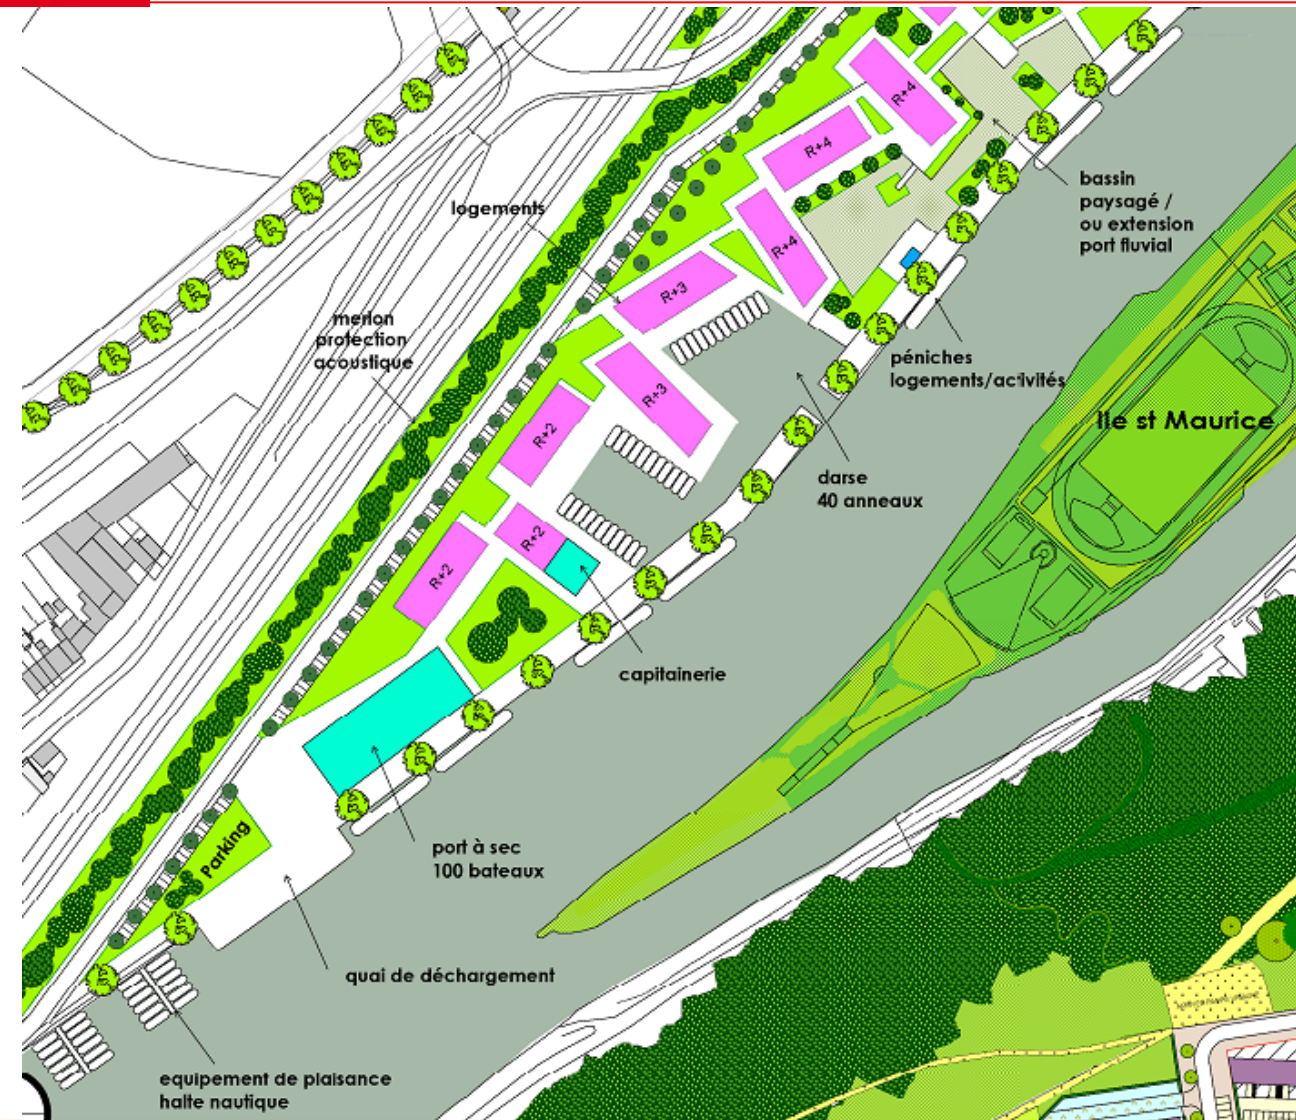 R+4
R+4
R+4
R+3
R+3
R+2
R+2
R+2
logements
bassin
paysagé /
ou extension
port fluvial
merlon
protection
acoustique
péniches
logements/activités
Ile st Maurice
darse
40 anneaux
capitainerie
port à sec
100 bateaux
Parking
quai de déchargement
equipement de plaisance
halte nautique